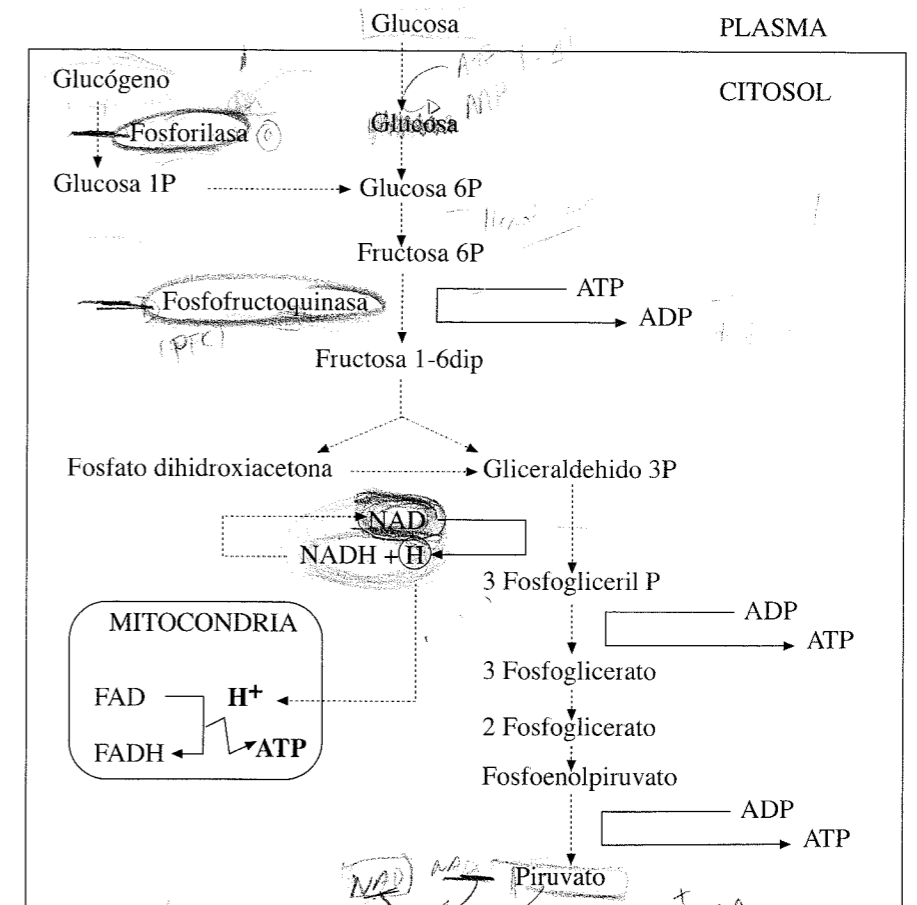 Glucosa
PLASMA
Glucógeno
CITOSOL
Glucosa
Fosforilasa
Glucosa 1P
Glucosa 6P
Fructosa 6P
Fosfofructoquinasa
ATP
ADP
(PFC)
Fructosa 1-6dip
Fosfato dihidroxiacetona
Gliceraldehido 3P
NAD
NADH + H
3 Fosfogliceril P
MITOCONDRIA
ADP
ATP
3 Fosfoglicerato
FAD
H+
2 Fosfoglicerato
FADH
ATP
Fosfoenolpiruvato
ADP
ATP
NAD
Piruvato